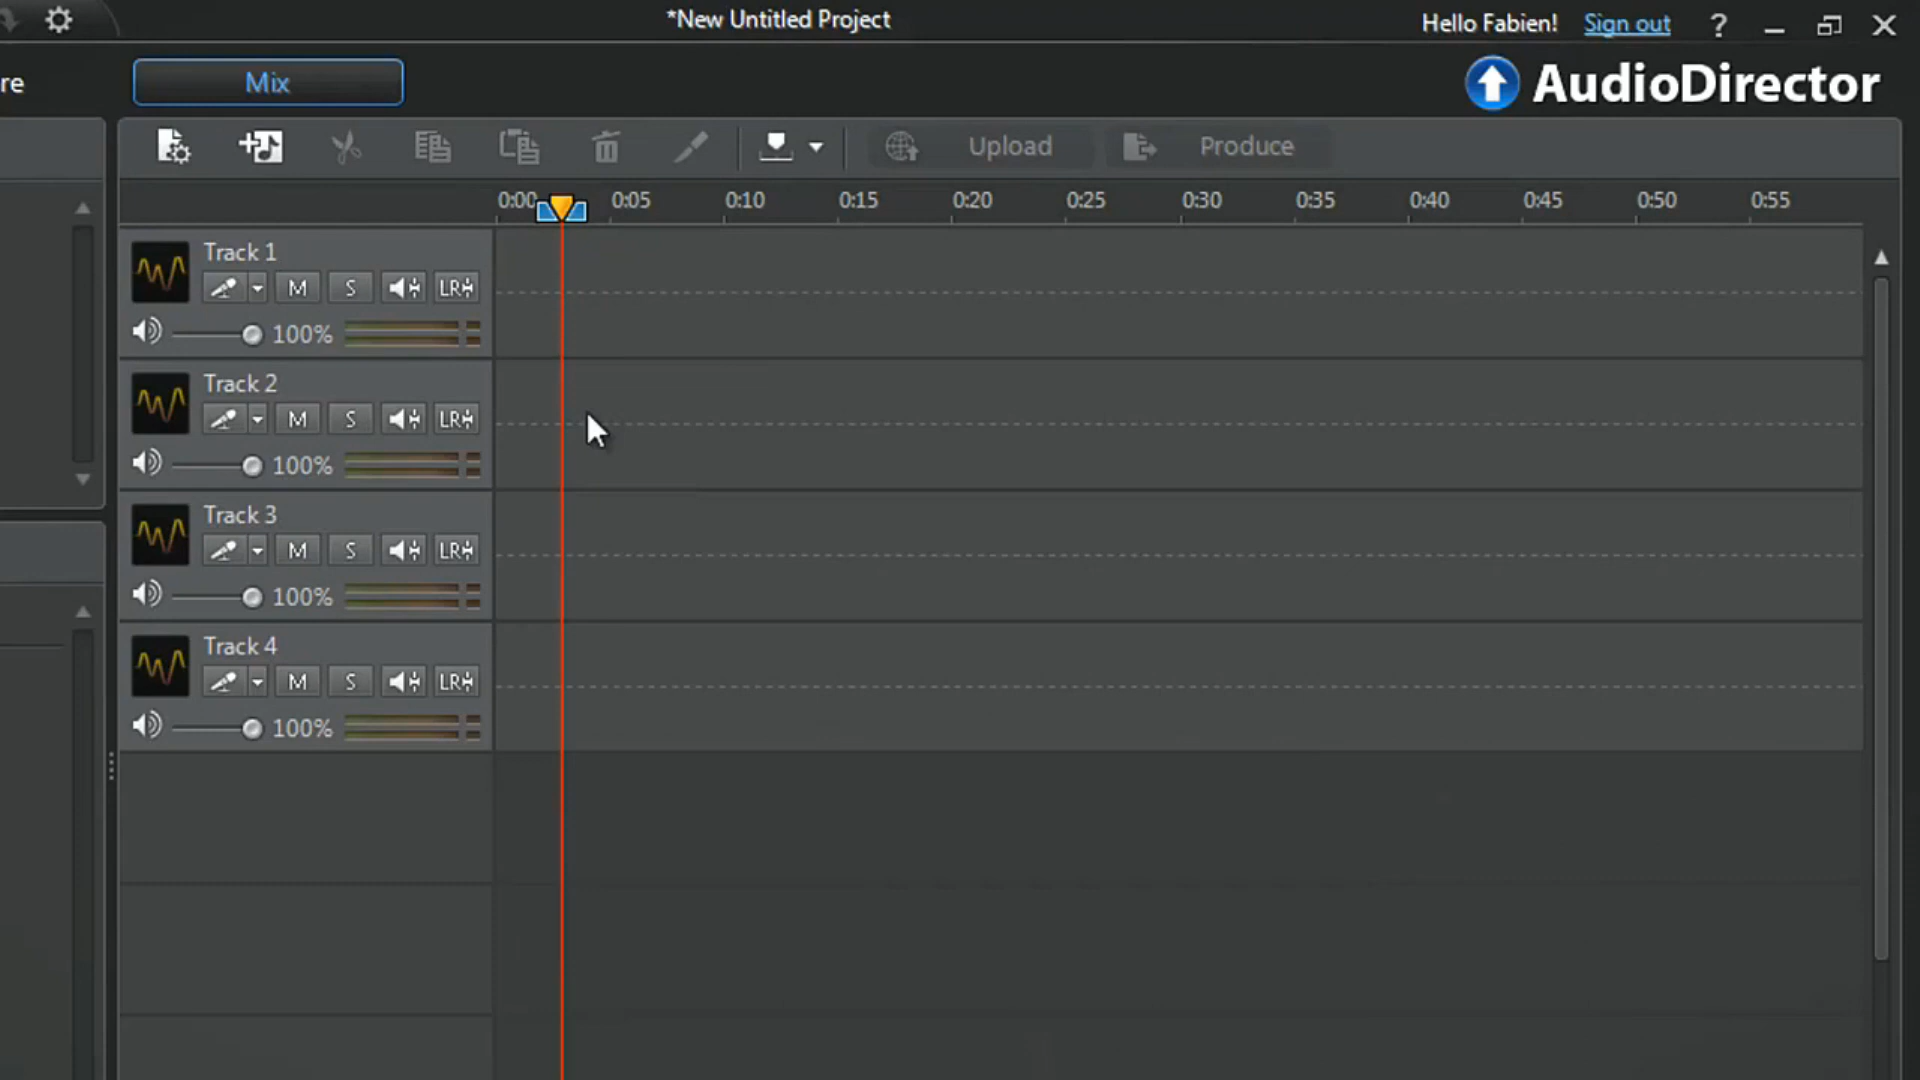 *New Untitled Project
Hello Fabien! Sign out ?
re
Mix
AudioDirector
Upload
Produce
0:00 0:05 0:10 0:15 0:20 0:25 0:30 0:35 0:40 0:45 0:50 0:55
Track 1
M S LR
100%
Track 2
M S LR
100%
Track 3
M S LR
100%
Track 4
M S LR
100%